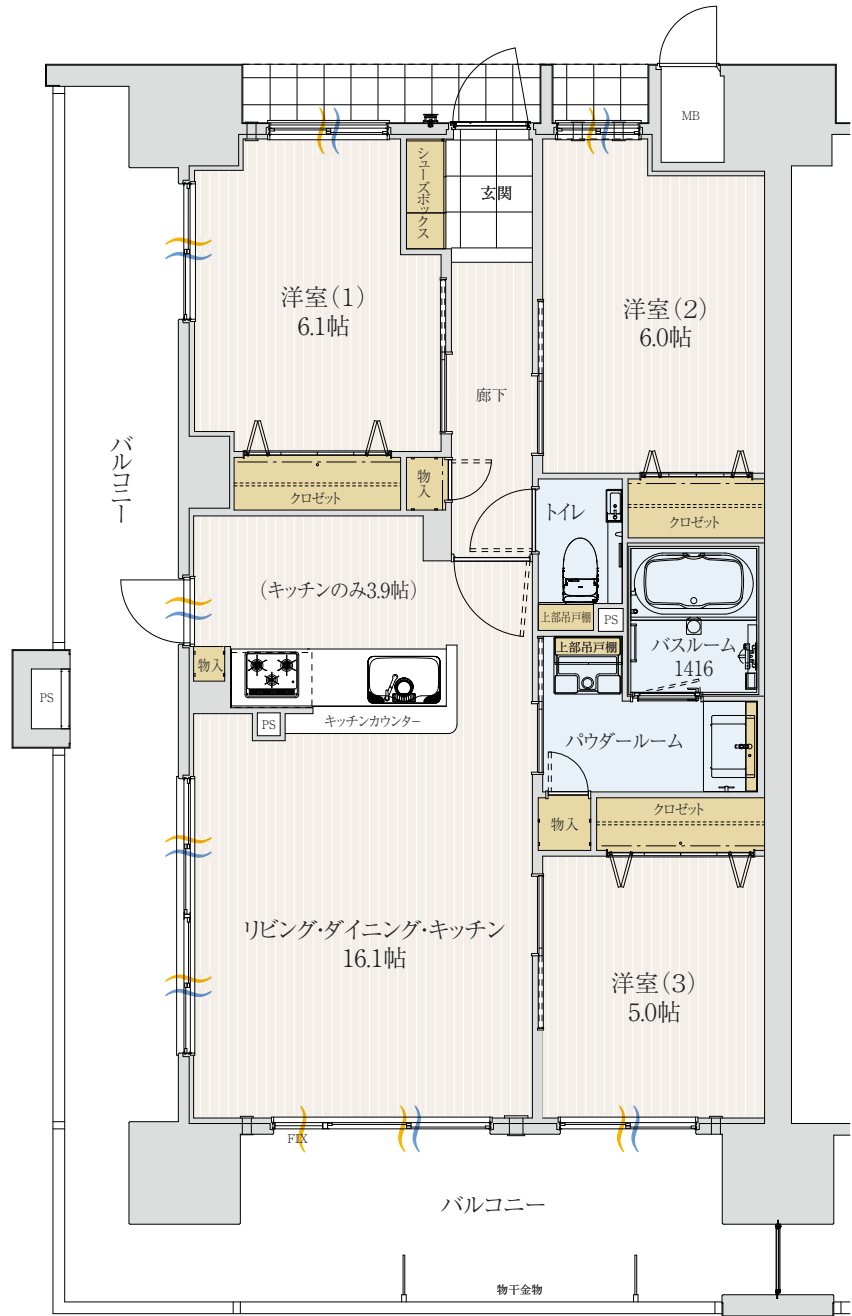 MB
シューズボックス
玄関
洋室(1)
6.1帖
洋室(2)
6.0帖
廊下
バルコニー
物入
クロゼット
トイレ
クロゼット
(キッチンのみ3.9帖)
上部吊戸棚
PS
上部吊戸棚
バスルーム
1416
物入
PS
PS
キッチンカウンター
パウダールーム
クロゼット
物入
リビング・ダイニング・キッチン
16.1帖
洋室(3)
5.0帖
FIX
バルコニー
物干金物